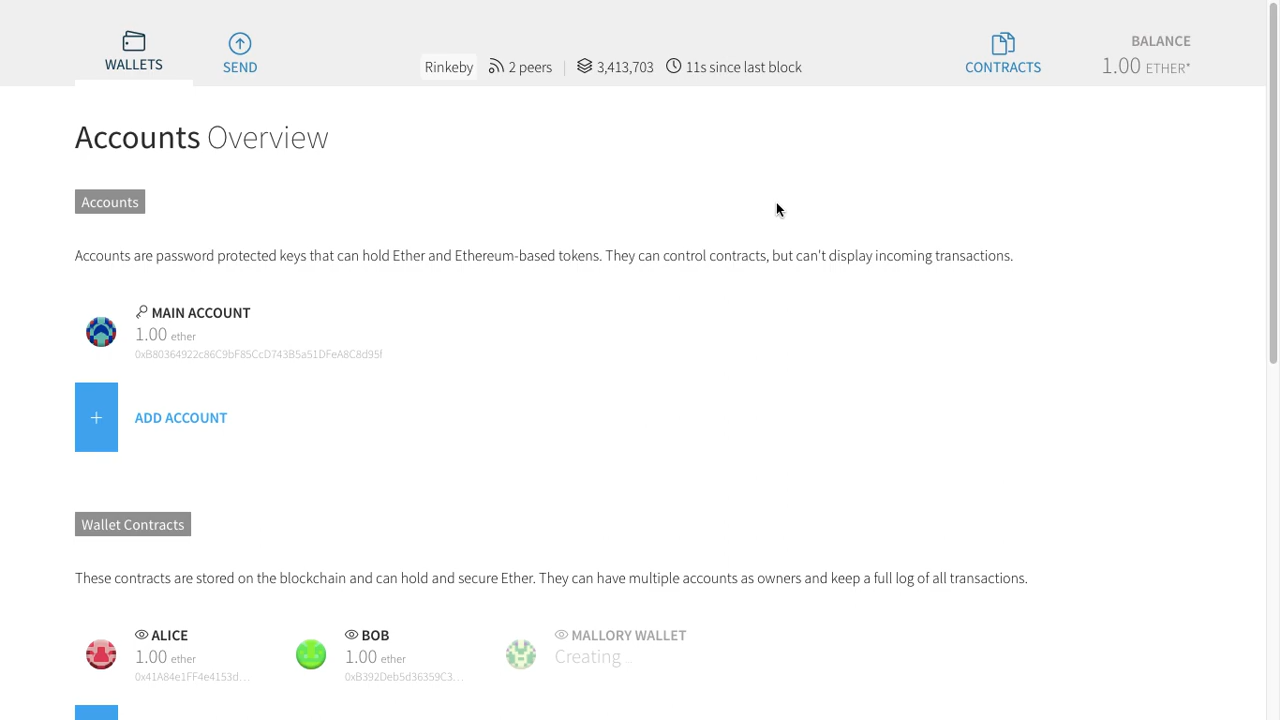 WALLETS
SEND
Rinkeby 2 peers 3,413,703 11s since last block
CONTRACTS
BALANCE
1.00 ETHER*
Accounts Overview
Accounts
Accounts are password protected keys that can hold Ether and Ethereum-based tokens. They can control contracts, but can't display incoming transactions.
MAIN ACCOUNT
1.00 ether
0xB80364922c86C9bF85CcD743B5a51DFeA8C8d95f
+ ADD ACCOUNT
Wallet Contracts
These contracts are stored on the blockchain and can hold and secure Ether. They can have multiple accounts as owners and keep a full log of all transactions.
ALICE
1.00 ether
0x41A84e1FF4e4153d...
BOB
1.00 ether
0xB392Deb5d36359C3...
MALLORY WALLET
Creating..